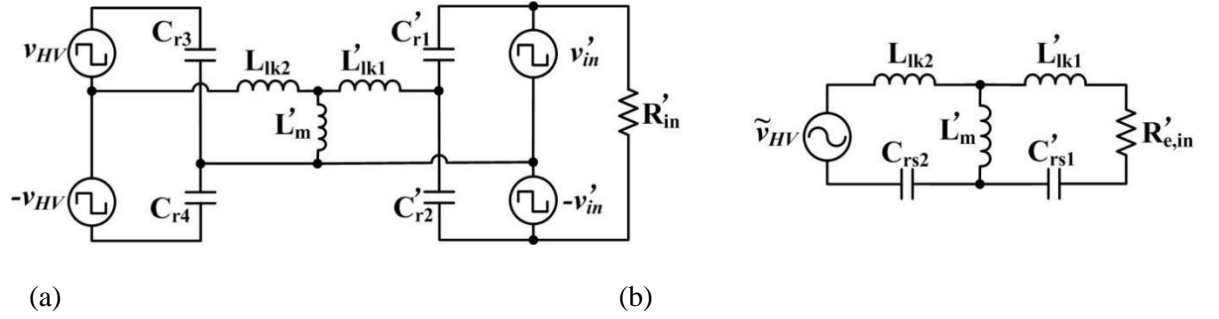 v_HV
C_r3
C'_r1
L_lk2
L'_lk1
v'_in
L'_m
R'_in
-v_HV
C_r4
C'_r2
-v'_in
L_lk2
L'_lk1
ṽ_HV
L'_m
R'_e,in
C_rs2
C'_rs1
(a)
(b)